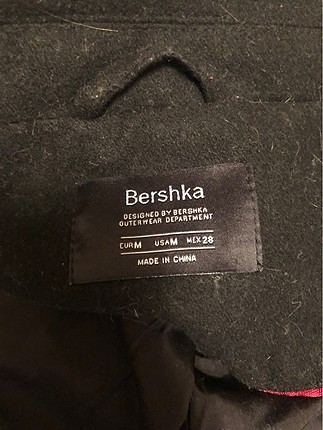 Bershka
DESIGNED BY BERSHKA
OUTERWEAR DEPARTMENT
EUR M USA M MEX 28
MADE IN CHINA